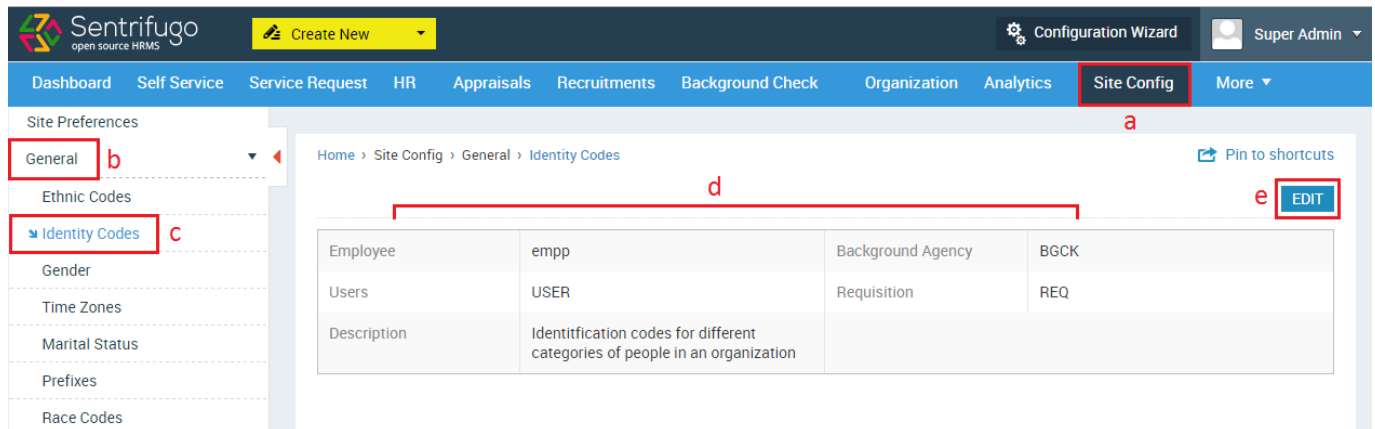 Sentrifugo
open source HRMS
Create New
Configuration Wizard
Super Admin
Dashboard Self Service Service Request HR Appraisals Recruitments Background Check Organization Analytics Site Config More
a
Site Preferences
General b
Home › Site Config › General › Identity Codes
Pin to shortcuts
Ethnic Codes
d
e EDIT
Identity Codes c
Gender
Time Zones
Marital Status
Prefixes
Race Codes
Employee empp Background Agency BGCK
Users USER Requisition REQ
Description Identitfication codes for different
categories of people in an organization